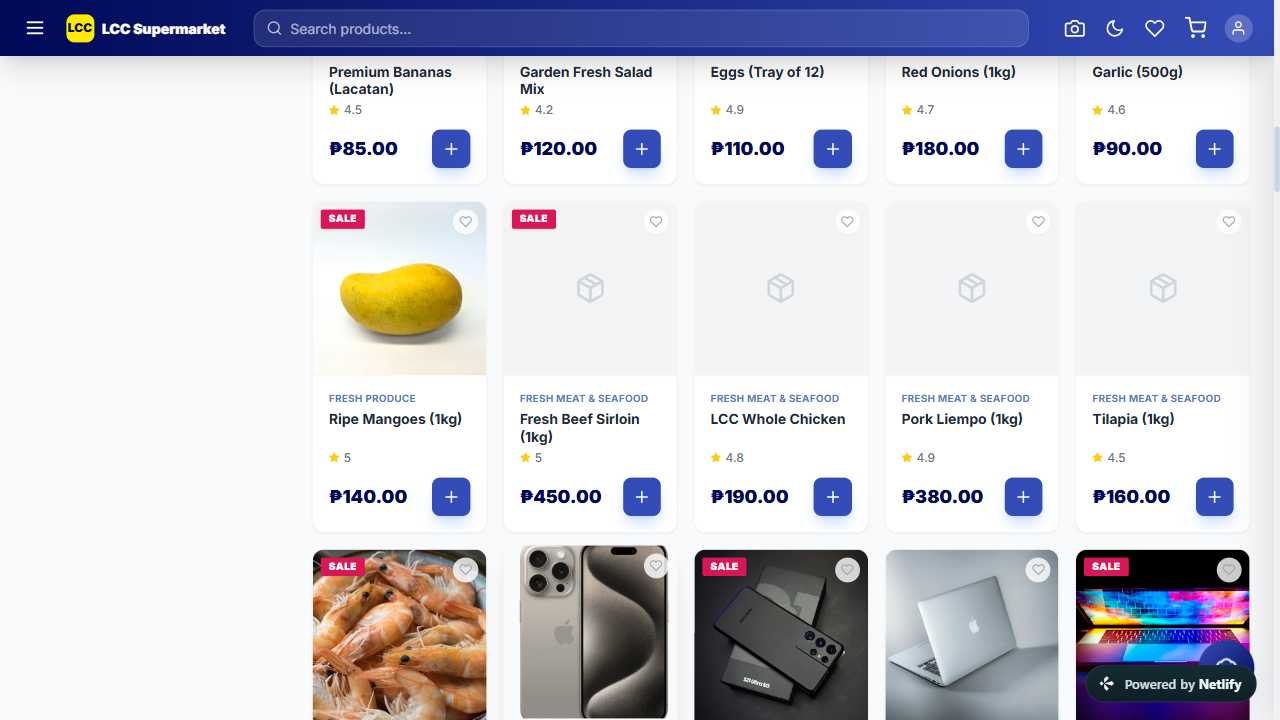 LCC LCC Supermarket Search products...
Premium Bananas
(Lacatan)
4.5
₱85.00
Garden Fresh Salad
Mix
4.2
₱120.00
Eggs (Tray of 12)
4.9
₱110.00
Red Onions (1kg)
4.7
₱180.00
Garlic (500g)
4.6
₱90.00
SALE
FRESH PRODUCE
Ripe Mangoes (1kg)
5
₱140.00
SALE
FRESH MEAT & SEAFOOD
Fresh Beef Sirloin
(1kg)
5
₱450.00
FRESH MEAT & SEAFOOD
LCC Whole Chicken
4.8
₱190.00
FRESH MEAT & SEAFOOD
Pork Liempo (1kg)
4.9
₱380.00
FRESH MEAT & SEAFOOD
Tilapia (1kg)
4.5
₱160.00
SALE
SALE
S21 Ultra 5G
SALE
Powered by Netlify